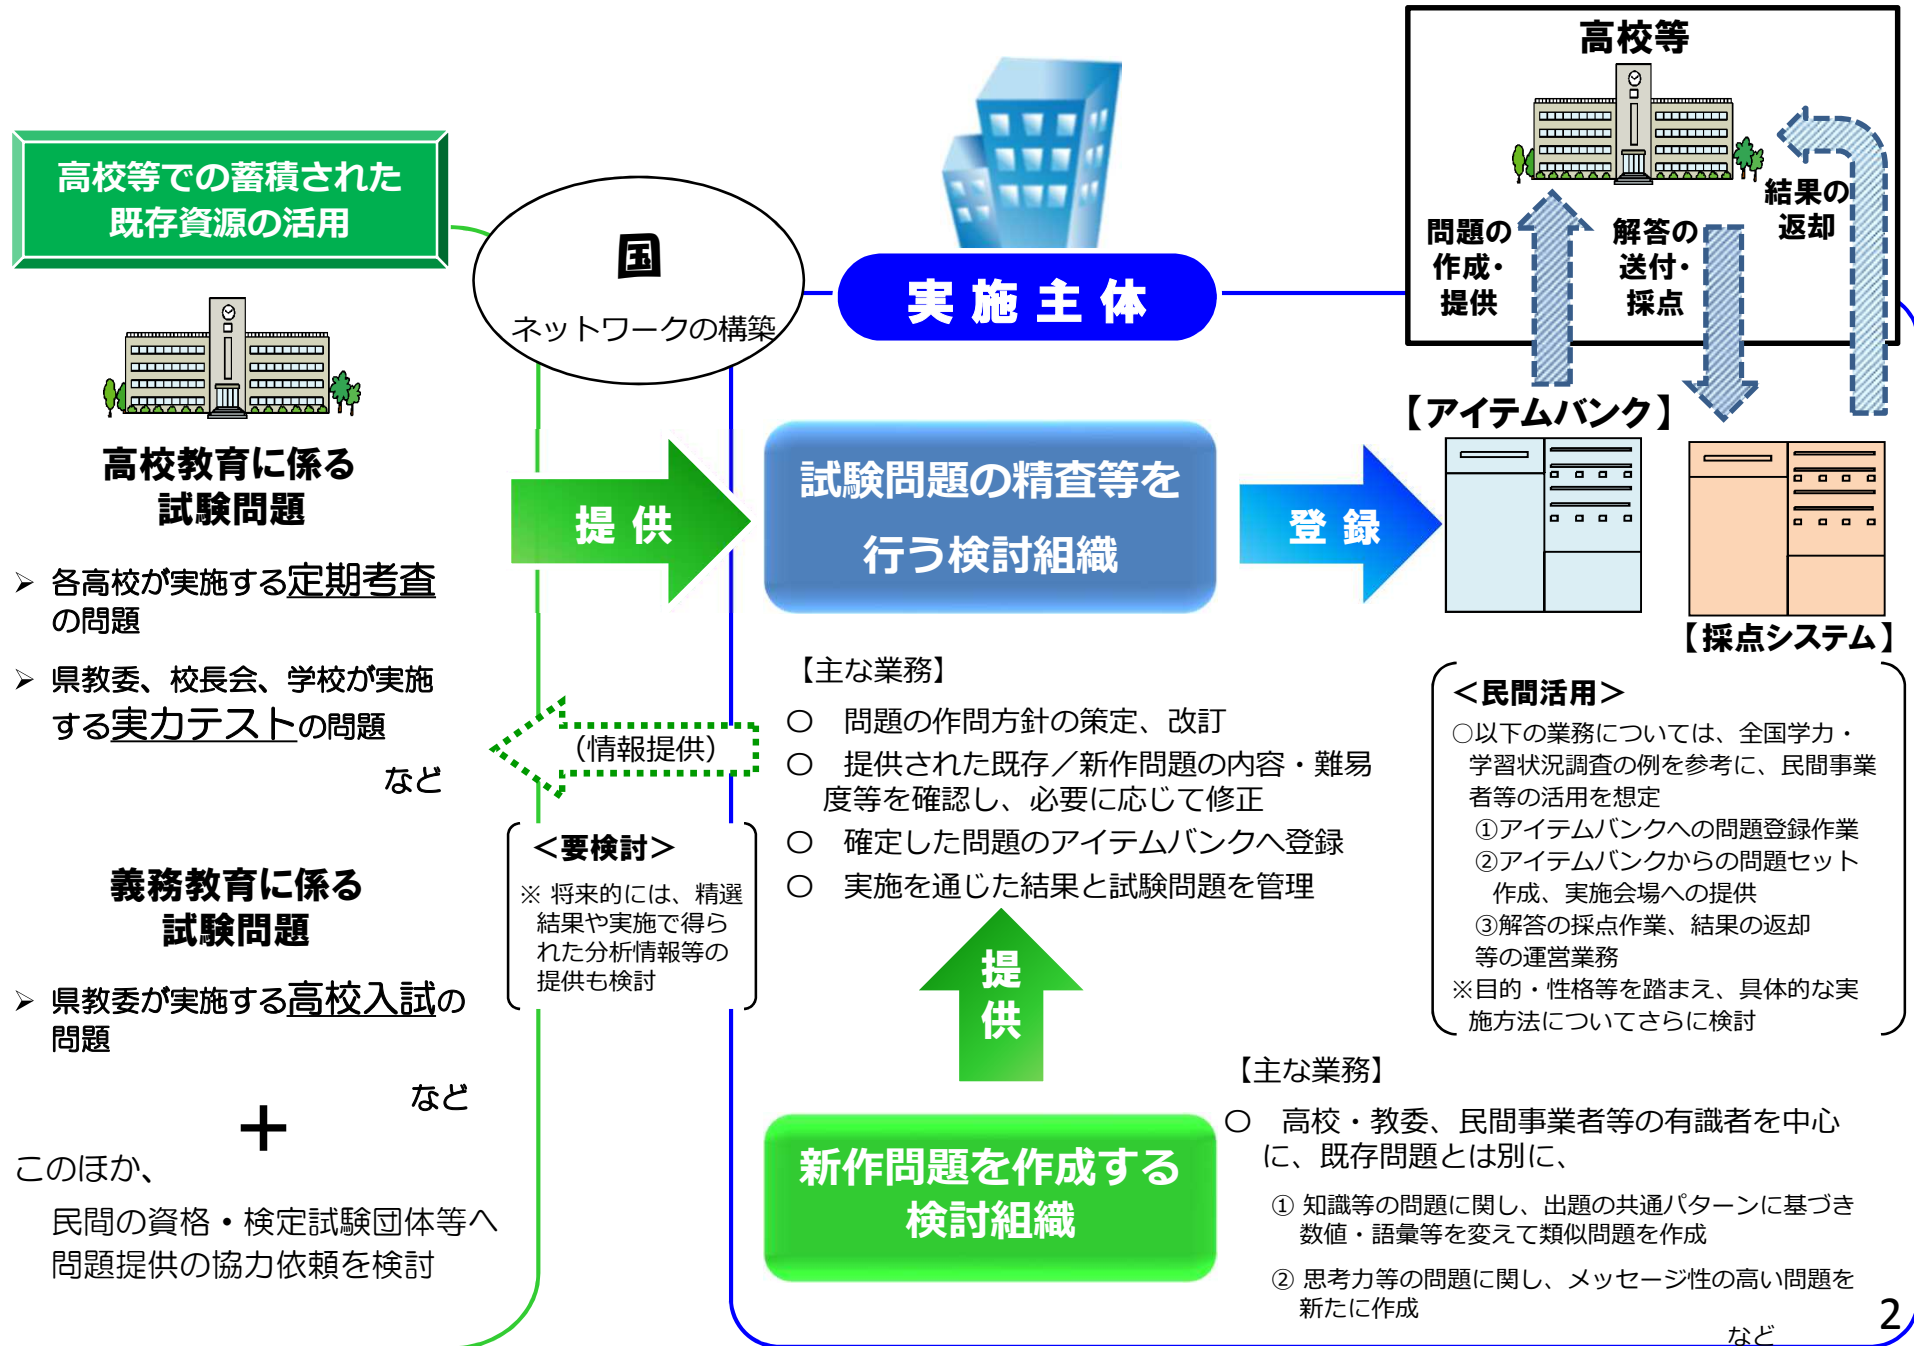 高校等での蓄積された
既存資源の活用
高校教育に係る
試験問題
➢ 各高校が実施する定期考査
の問題
➢ 県教委、校長会、学校が実施
する実力テストの問題
など
義務教育に係る
試験問題
➢ 県教委が実施する高校入試の
問題
など
＋
このほか、
民間の資格・検定試験団体等へ
問題提供の協力依頼を検討
国
ネットワークの構築
提 供
（情報提供）
＜要検討＞
※ 将来的には、精選
結果や実施で得ら
れた分析情報等の
提供も検討
実 施 主 体
試験問題の精査等を
行う検討組織
【主な業務】
○ 問題の作問方針の策定、改訂
○ 提供された既存／新作問題の内容・難易
度等を確認し、必要に応じて修正
○ 確定した問題のアイテムバンクへ登録
○ 実施を通じた結果と試験問題を管理
提
供
新作問題を作成する
検討組織
【主な業務】
○ 高校・教委、民間事業者等の有識者を中心
に、既存問題とは別に、
① 知識等の問題に関し、出題の共通パターンに基づき
数値・語彙等を変えて類似問題を作成
② 思考力等の問題に関し、メッセージ性の高い問題を
新たに作成
など
登 録
高校等
問題の
作成・
提供
解答の
送付・
採点
結果の
返却
【アイテムバンク】
【採点システム】
＜民間活用＞
○以下の業務については、全国学力・
学習状況調査の例を参考に、民間事業
者等の活用を想定
①アイテムバンクへの問題登録作業
②アイテムバンクからの問題セット
作成、実施会場への提供
③解答の採点作業、結果の返却
等の運営業務
※目的・性格等を踏まえ、具体的な実
施方法についてさらに検討
2